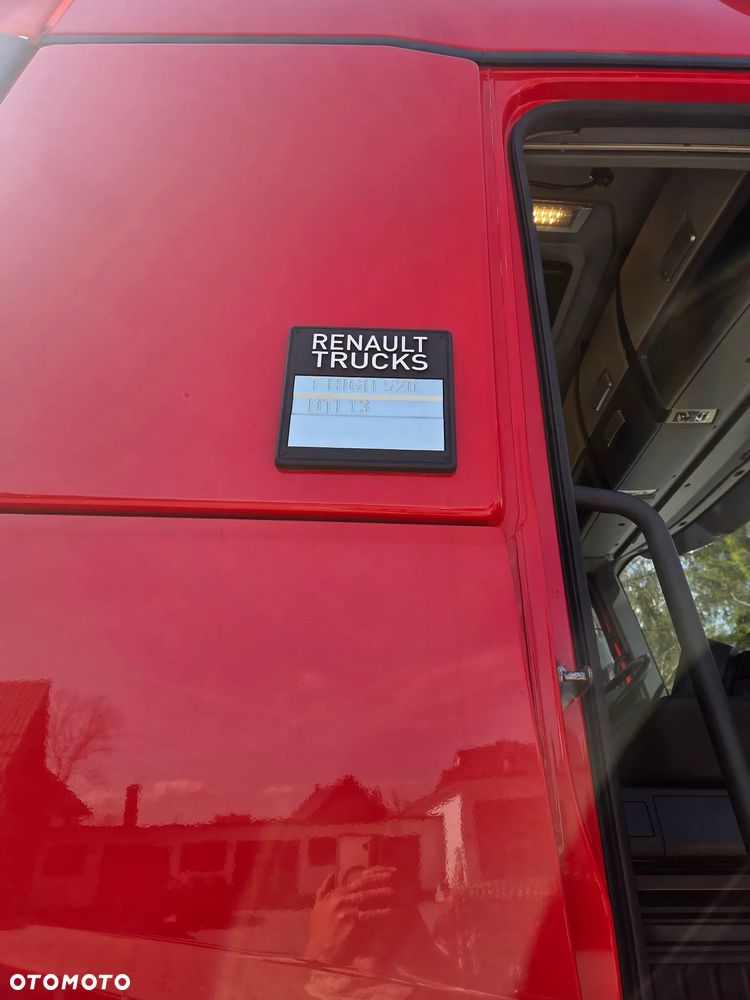 RENAULT
TRUCKS
T HIGH 520
DTI 13
OTOMOTO